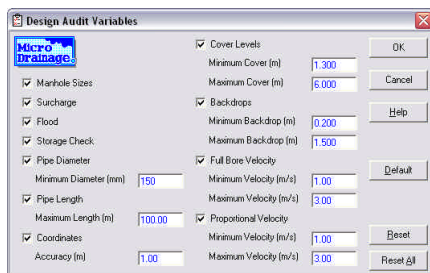 Design Audit Variables
Micro
Drainage
Manhole Sizes
Surcharge
Flood
Storage Check
Pipe Diameter
Minimum Diameter (mm) 150
Pipe Length
Maximum Length (m) 100.00
Coordinates
Accuracy (m) 1.00
Cover Levels
Minimum Cover (m) 1.300
Maximum Cover (m) 6.000
Backdrops
Minimum Backdrop (m) 0.200
Maximum Backdrop (m) 1.500
Full Bore Velocity
Minimum Velocity (m/s) 1.00
Maximum Velocity (m/s) 3.00
Proportional Velocity
Minimum Velocity (m/s) 1.00
Maximum Velocity (m/s) 3.00
OK
Cancel
Help
Default
Reset
Reset All